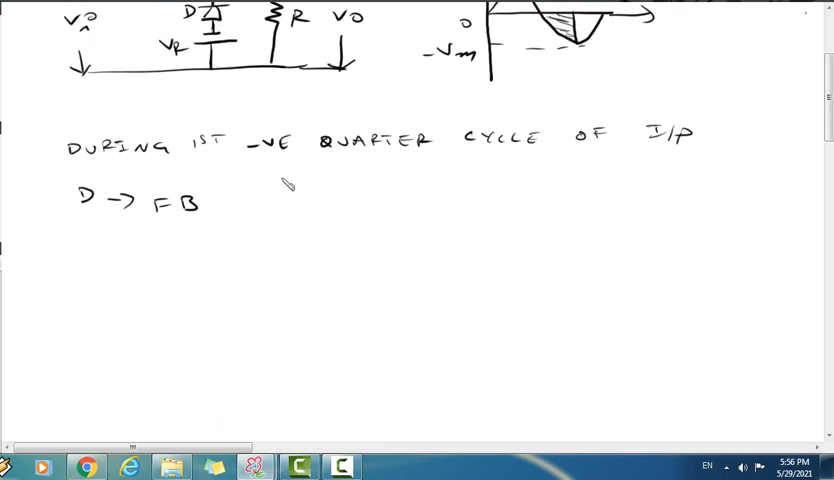 D
R
Vi
Vo
VR
0
-Vm
DURING 1ST -VE QUARTER CYCLE OF I/P
D → FB
EN
5:56 PM
5/29/2021